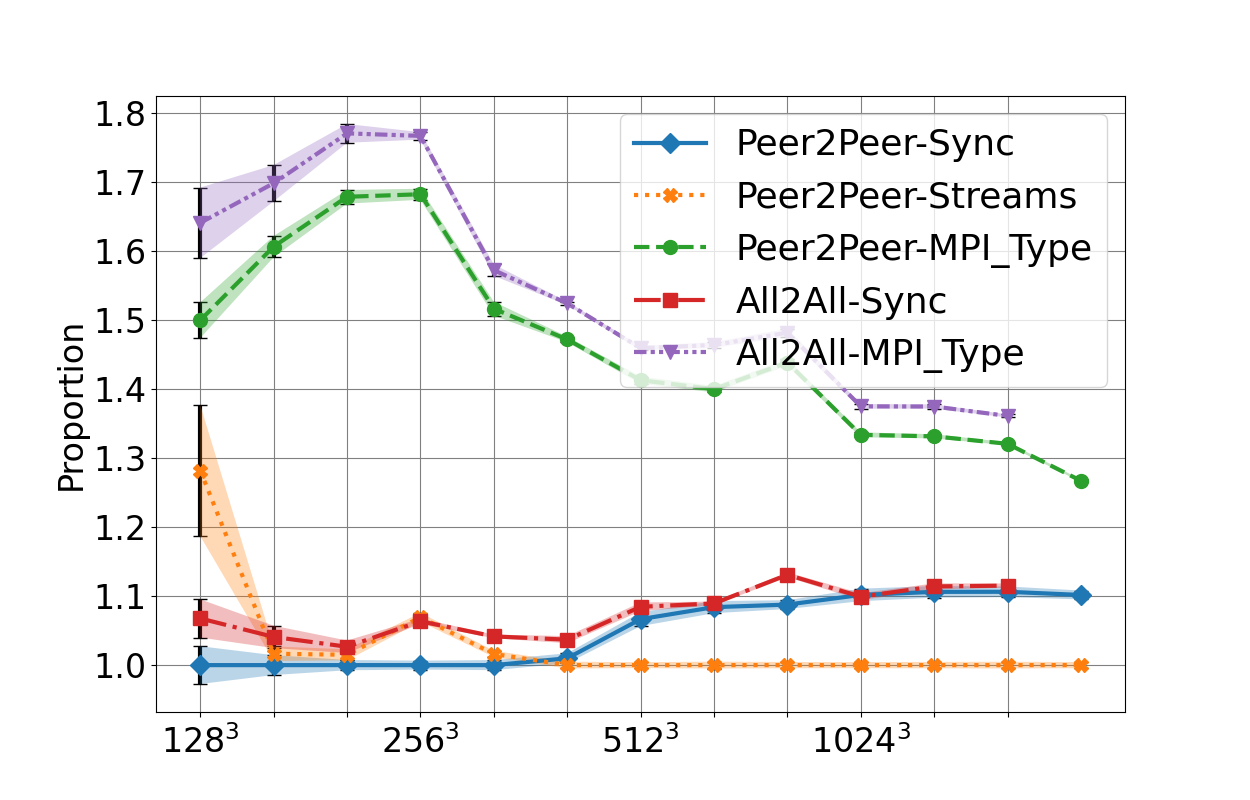 Proportion
1.8
1.7
1.6
1.5
1.4
1.3
1.2
1.1
1.0
128³
256³
512³
1024³
Peer2Peer-Sync
Peer2Peer-Streams
Peer2Peer-MPI_Type
All2All-Sync
All2All-MPI_Type